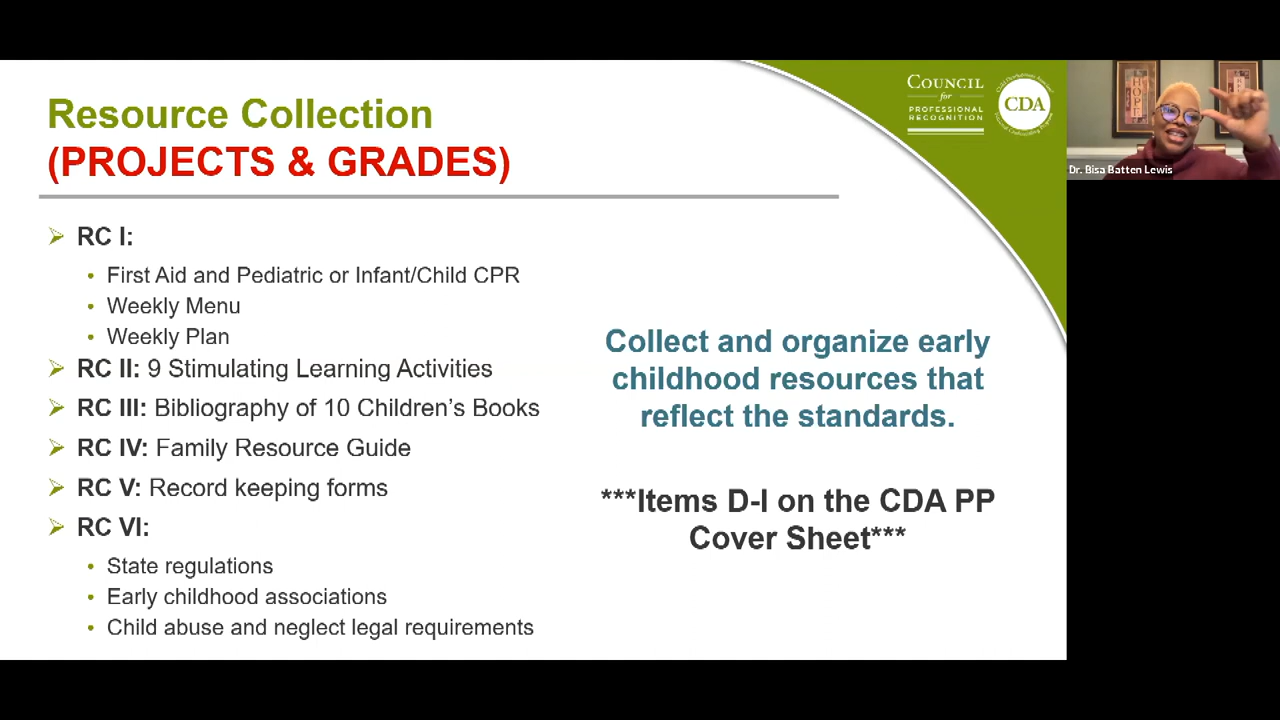 Resource Collection
(PROJECTS & GRADES)
RC I:
First Aid and Pediatric or Infant/Child CPR
Weekly Menu
Weekly Plan
RC II: 9 Stimulating Learning Activities
RC III: Bibliography of 10 Children's Books
RC IV: Family Resource Guide
RC V: Record keeping forms
RC VI:
State regulations
Early childhood associations
Child abuse and neglect legal requirements
Collect and organize early
childhood resources that
reflect the standards.
***Items D-I on the CDA PP
Cover Sheet***
COUNCIL
for
PROFESSIONAL
RECOGNITION
CDA
HOPE
Dr. Bisa Batten Lewis